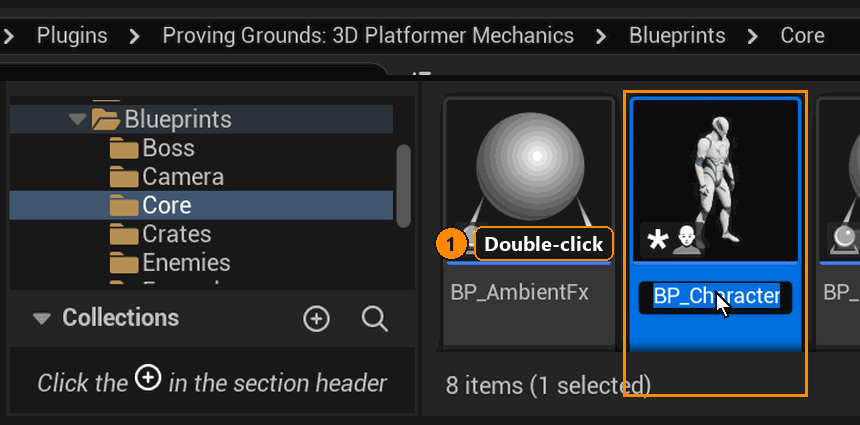 Plugins > Proving Grounds: 3D Platformer Mechanics > Blueprints > Core
Blueprints
Boss
Camera
Core
Crates
Enemies
Collections
Click the ⊕ in the section header
1 Double-click
BP_AmbientFx
BP_Character
BP_
8 items (1 selected)